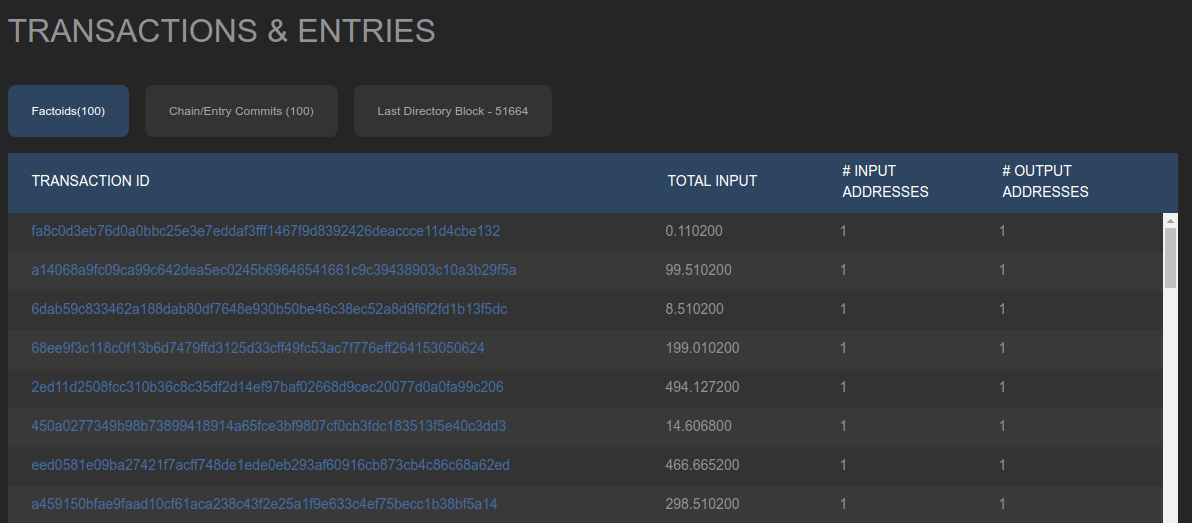 TRANSACTIONS & ENTRIES
Factoids(100) Chain/Entry Commits (100) Last Directory Block - 51664
TRANSACTION ID TOTAL INPUT # INPUT ADDRESSES # OUTPUT ADDRESSES
fa8c0d3eb76d0a0bbc25e3e7eddaf3fff1467f9d8392426deaccce11d4cbe132 0.110200 1 1
a14068a9fc09ca99c642dea5ec0245b69646541661c9c39438903c10a3b29f5a 99.510200 1 1
6dab59c833462a188dab80df7648e930b50be46c38ec52a8d9f6f2fd1b13f5dc 8.510200 1 1
68ee9f3c118c0f13b6d7479ffd3125d33cff49fc53ac7f776eff264153050624 199.010200 1 1
2ed11d2508fcc310b36c8c35df2d14ef97baf02668d9cec20077d0a0fa99c206 494.127200 1 1
450a0277349b98b73899418914a65fce3bf9807cf0cb3fdc183513f5e40c3dd3 14.606800 1 1
eed0581e09ba27421f7acff748de1ede0eb293af60916cb873cb4c86c68a62ed 466.665200 1 1
a459150bfae9faad10cf61aca238c43f2e25a1f9e633c4ef75becc1b38bf5a14 298.510200 1 1